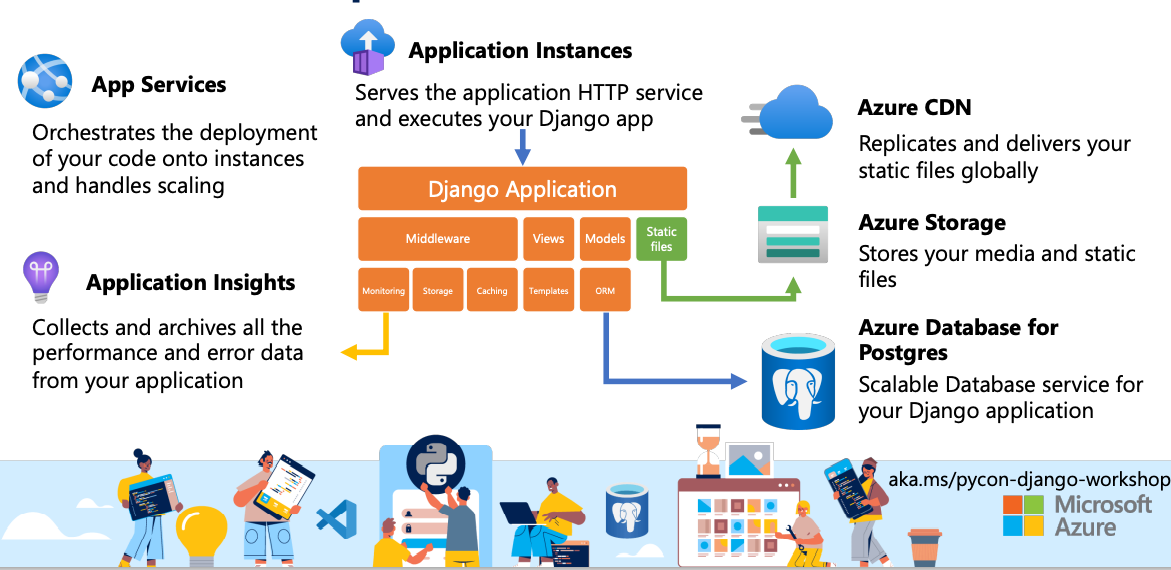 App Services
Orchestrates the deployment
of your code onto instances
and handles scaling
Application Insights
Collects and archives all the
performance and error data
from your application
Application Instances
Serves the application HTTP service
and executes your Django app
Django Application
Middleware
Views
Models
Static
files
Monitoring
Storage
Caching
Templates
ORM
Azure CDN
Replicates and delivers your
static files globally
Azure Storage
Stores your media and static
files
Azure Database for
Postgres
Scalable Database service for
your Django application
aka.ms/pycon-django-workshop
Microsoft
Azure